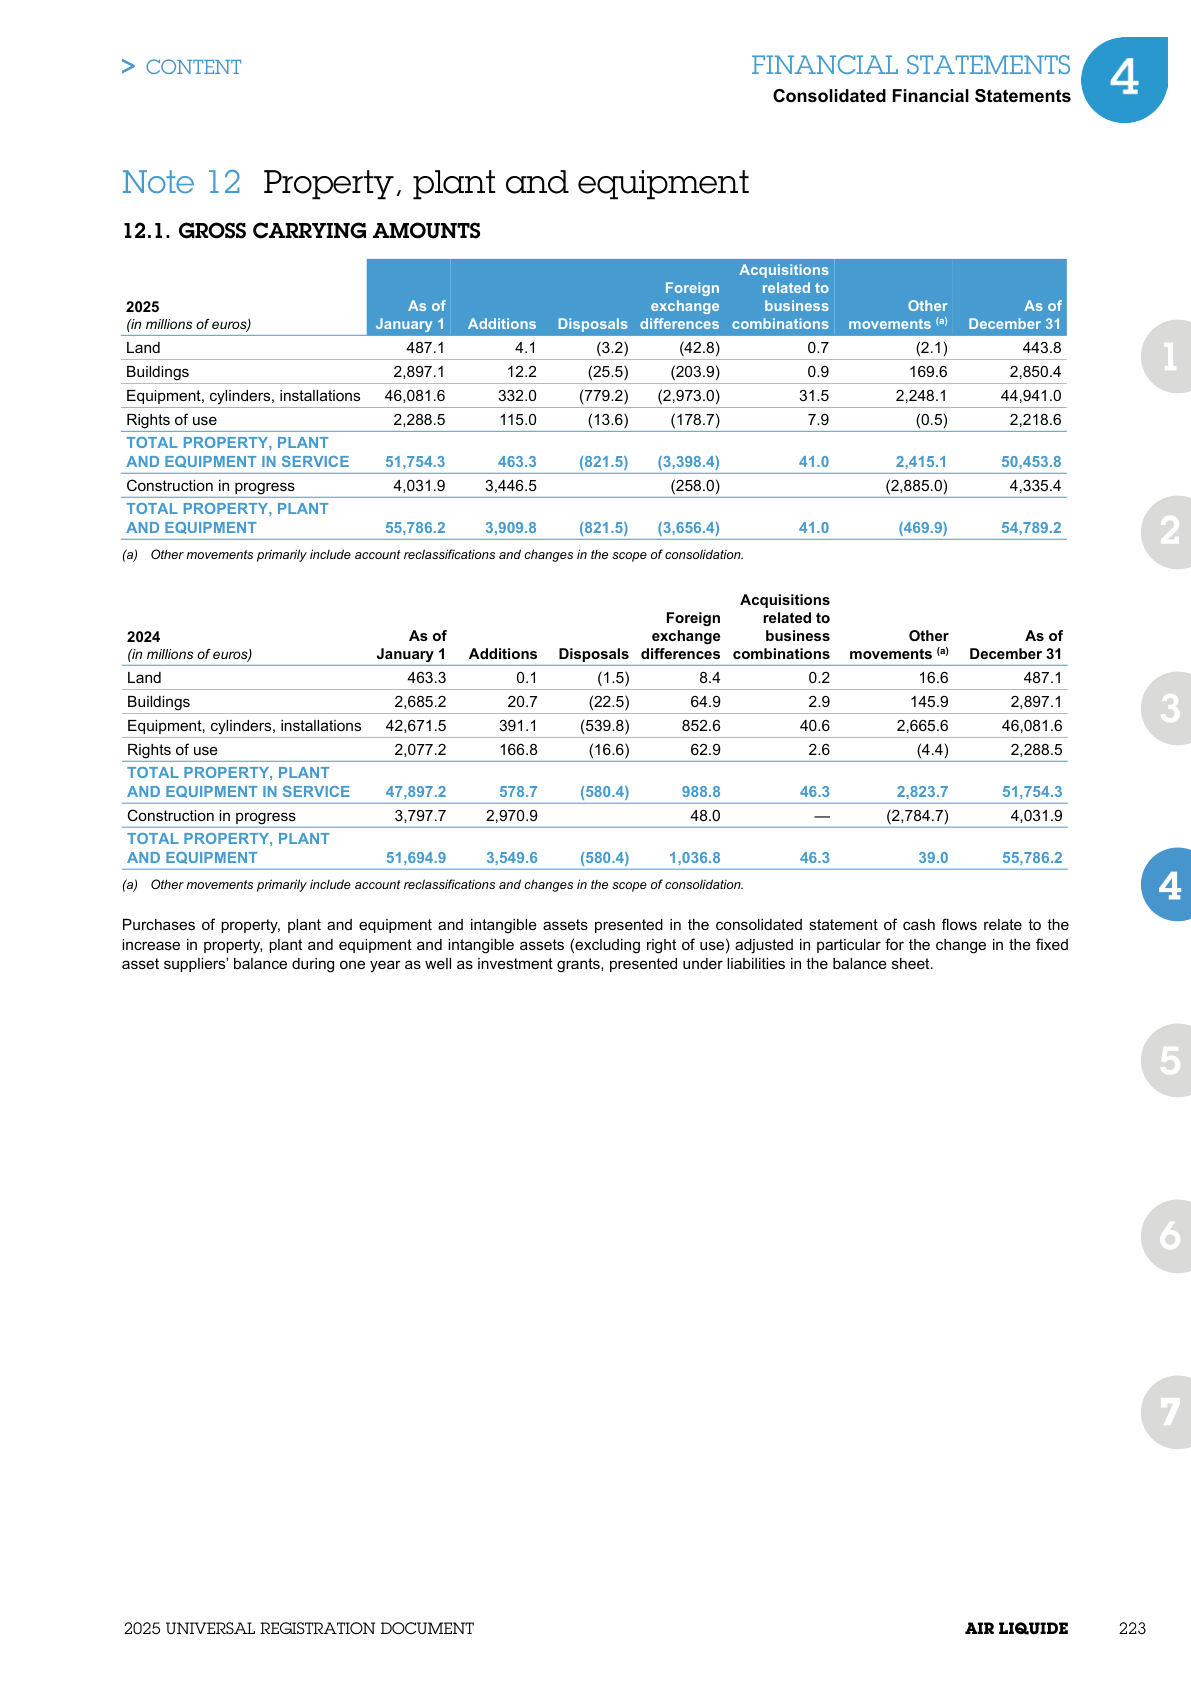 > CONTENT
FINANCIAL STATEMENTS
Consolidated Financial Statements
4
Note 12 Property, plant and equipment
12.1. GROSS CARRYING AMOUNTS
2025
(in millions of euros)
As of January 1 Additions Disposals Foreign exchange differences Acquisitions related to business combinations Other movements (a) As of December 31
Land 487.1 4.1 (3.2) (42.8) 0.7 (2.1) 443.8
Buildings 2,897.1 12.2 (25.5) (203.9) 0.9 169.6 2,850.4
Equipment, cylinders, installations 46,081.6 332.0 (779.2) (2,973.0) 31.5 2,248.1 44,941.0
Rights of use 2,288.5 115.0 (13.6) (178.7) 7.9 (0.5) 2,218.6
TOTAL PROPERTY, PLANT
AND EQUIPMENT IN SERVICE 51,754.3 463.3 (821.5) (3,398.4) 41.0 2,415.1 50,453.8
Construction in progress 4,031.9 3,446.5 (258.0) (2,885.0) 4,335.4
TOTAL PROPERTY, PLANT
AND EQUIPMENT 55,786.2 3,909.8 (821.5) (3,656.4) 41.0 (469.9) 54,789.2
(a) Other movements primarily include account reclassifications and changes in the scope of consolidation.
2024
(in millions of euros)
As of January 1 Additions Disposals Foreign exchange differences Acquisitions related to business combinations Other movements (a) As of December 31
Land 463.3 0.1 (1.5) 8.4 0.2 16.6 487.1
Buildings 2,685.2 20.7 (22.5) 64.9 2.9 145.9 2,897.1
Equipment, cylinders, installations 42,671.5 391.1 (539.8) 852.6 40.6 2,665.6 46,081.6
Rights of use 2,077.2 166.8 (16.6) 62.9 2.6 (4.4) 2,288.5
TOTAL PROPERTY, PLANT
AND EQUIPMENT IN SERVICE 47,897.2 578.7 (580.4) 988.8 46.3 2,823.7 51,754.3
Construction in progress 3,797.7 2,970.9 48.0 — (2,784.7) 4,031.9
TOTAL PROPERTY, PLANT
AND EQUIPMENT 51,694.9 3,549.6 (580.4) 1,036.8 46.3 39.0 55,786.2
(a) Other movements primarily include account reclassifications and changes in the scope of consolidation.
Purchases of property, plant and equipment and intangible assets presented in the consolidated statement of cash flows relate to the
increase in property, plant and equipment and intangible assets (excluding right of use) adjusted in particular for the change in the fixed
asset suppliers' balance during one year as well as investment grants, presented under liabilities in the balance sheet.
1
2
3
4
5
6
7
2025 UNIVERSAL REGISTRATION DOCUMENT
AIR LIQUIDE 223